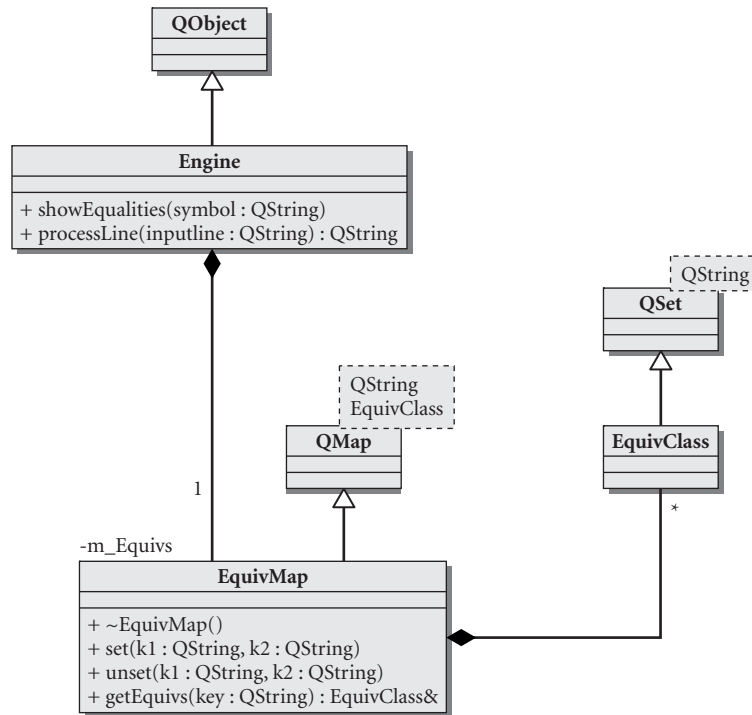 QObject
Engine
+ showEqualities(symbol : QString)
+ processLine(inputline : QString) : QString
QString
QSet
QString
EquivClass
QMap
EquivClass
1
*
-m_Equivs
EquivMap
+ ~EquivMap()
+ set(k1 : QString, k2 : QString)
+ unset(k1 : QString, k2 : QString)
+ getEquivs(key : QString) : EquivClass&